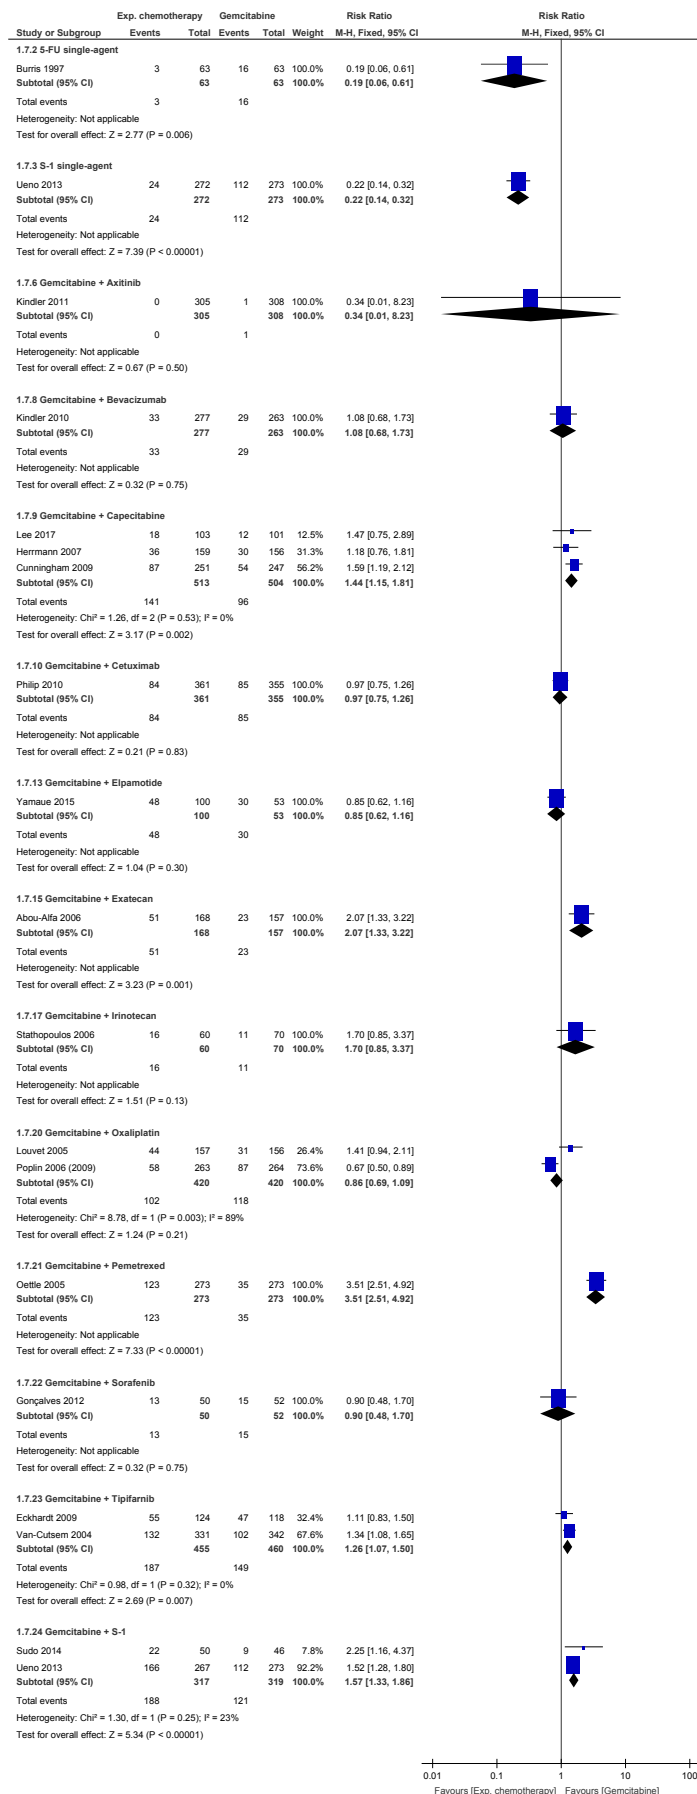 Exp. chemotherapy Gemcitabine Risk Ratio Risk Ratio
Study or Subgroup Events Total Events Total Weight M-H, Fixed, 95% CI M-H, Fixed, 95% CI
1.7.2 5-FU single-agent
Burris 1997 3 63 16 63 100.0% 0.19 [0.06, 0.61]
Subtotal (95% CI) 63 63 100.0% 0.19 [0.06, 0.61]
Total events 3 16
Heterogeneity: Not applicable
Test for overall effect: Z = 2.77 (P = 0.006)
1.7.3 S-1 single-agent
Ueno 2013 24 272 112 273 100.0% 0.22 [0.14, 0.32]
Subtotal (95% CI) 272 273 100.0% 0.22 [0.14, 0.32]
Total events 24 112
Heterogeneity: Not applicable
Test for overall effect: Z = 7.39 (P < 0.00001)
1.7.6 Gemcitabine + Axitinib
Kindler 2011 0 305 1 308 100.0% 0.34 [0.01, 8.23]
Subtotal (95% CI) 305 308 100.0% 0.34 [0.01, 8.23]
Total events 0 1
Heterogeneity: Not applicable
Test for overall effect: Z = 0.67 (P = 0.50)
1.7.8 Gemcitabine + Bevacizumab
Kindler 2010 33 277 29 263 100.0% 1.08 [0.68, 1.73]
Subtotal (95% CI) 277 263 100.0% 1.08 [0.68, 1.73]
Total events 33 29
Heterogeneity: Not applicable
Test for overall effect: Z = 0.32 (P = 0.75)
1.7.9 Gemcitabine + Capecitabine
Lee 2017 18 103 12 101 12.5% 1.47 [0.75, 2.89]
Herrmann 2007 36 159 30 156 31.3% 1.18 [0.76, 1.81]
Cunningham 2009 87 251 54 247 56.2% 1.59 [1.19, 2.12]
Subtotal (95% CI) 513 504 100.0% 1.44 [1.15, 1.81]
Total events 141 96
Heterogeneity: Chi² = 1.26, df = 2 (P = 0.53); I² = 0%
Test for overall effect: Z = 3.17 (P = 0.002)
1.7.10 Gemcitabine + Cetuximab
Philip 2010 84 361 85 355 100.0% 0.97 [0.75, 1.26]
Subtotal (95% CI) 361 355 100.0% 0.97 [0.75, 1.26]
Total events 84 85
Heterogeneity: Not applicable
Test for overall effect: Z = 0.21 (P = 0.83)
1.7.13 Gemcitabine + Elpamotide
Yamaue 2015 48 100 30 53 100.0% 0.85 [0.62, 1.16]
Subtotal (95% CI) 100 53 100.0% 0.85 [0.62, 1.16]
Total events 48 30
Heterogeneity: Not applicable
Test for overall effect: Z = 1.04 (P = 0.30)
1.7.15 Gemcitabine + Exatecan
Abou-Alfa 2006 51 168 23 157 100.0% 2.07 [1.33, 3.22]
Subtotal (95% CI) 168 157 100.0% 2.07 [1.33, 3.22]
Total events 51 23
Heterogeneity: Not applicable
Test for overall effect: Z = 3.23 (P = 0.001)
1.7.17 Gemcitabine + Irinotecan
Stathopoulos 2006 16 60 11 70 100.0% 1.70 [0.85, 3.37]
Subtotal (95% CI) 60 70 100.0% 1.70 [0.85, 3.37]
Total events 16 11
Heterogeneity: Not applicable
Test for overall effect: Z = 1.51 (P = 0.13)
1.7.20 Gemcitabine + Oxaliplatin
Louvet 2005 44 157 31 156 26.4% 1.41 [0.94, 2.11]
Poplin 2006 (2009) 58 263 87 264 73.6% 0.67 [0.50, 0.89]
Subtotal (95% CI) 420 420 100.0% 0.86 [0.69, 1.09]
Total events 102 118
Heterogeneity: Chi² = 8.78, df = 1 (P = 0.003); I² = 89%
Test for overall effect: Z = 1.24 (P = 0.21)
1.7.21 Gemcitabine + Pemetrexed
Oettle 2005 123 273 35 273 100.0% 3.51 [2.51, 4.92]
Subtotal (95% CI) 273 273 100.0% 3.51 [2.51, 4.92]
Total events 123 35
Heterogeneity: Not applicable
Test for overall effect: Z = 7.33 (P < 0.00001)
1.7.22 Gemcitabine + Sorafenib
Gonçalves 2012 13 50 15 52 100.0% 0.90 [0.48, 1.70]
Subtotal (95% CI) 50 52 100.0% 0.90 [0.48, 1.70]
Total events 13 15
Heterogeneity: Not applicable
Test for overall effect: Z = 0.32 (P = 0.75)
1.7.23 Gemcitabine + Tipifarnib
Eckhardt 2009 55 124 47 118 32.4% 1.11 [0.83, 1.50]
Van-Cutsem 2004 132 331 102 342 67.6% 1.34 [1.08, 1.65]
Subtotal (95% CI) 455 460 100.0% 1.26 [1.07, 1.50]
Total events 187 149
Heterogeneity: Chi² = 0.98, df = 1 (P = 0.32); I² = 0%
Test for overall effect: Z = 2.69 (P = 0.007)
1.7.24 Gemcitabine + S-1
Sudo 2014 22 50 9 46 7.8% 2.25 [1.16, 4.37]
Ueno 2013 166 267 112 273 92.2% 1.52 [1.28, 1.80]
Subtotal (95% CI) 317 319 100.0% 1.57 [1.33, 1.86]
Total events 188 121
Heterogeneity: Chi² = 1.30, df = 1 (P = 0.25); I² = 23%
Test for overall effect: Z = 5.34 (P < 0.00001)
0.01 0.1 1 10 100
Favours [Exp. chemotherapy] Favours [Gemcitabine]